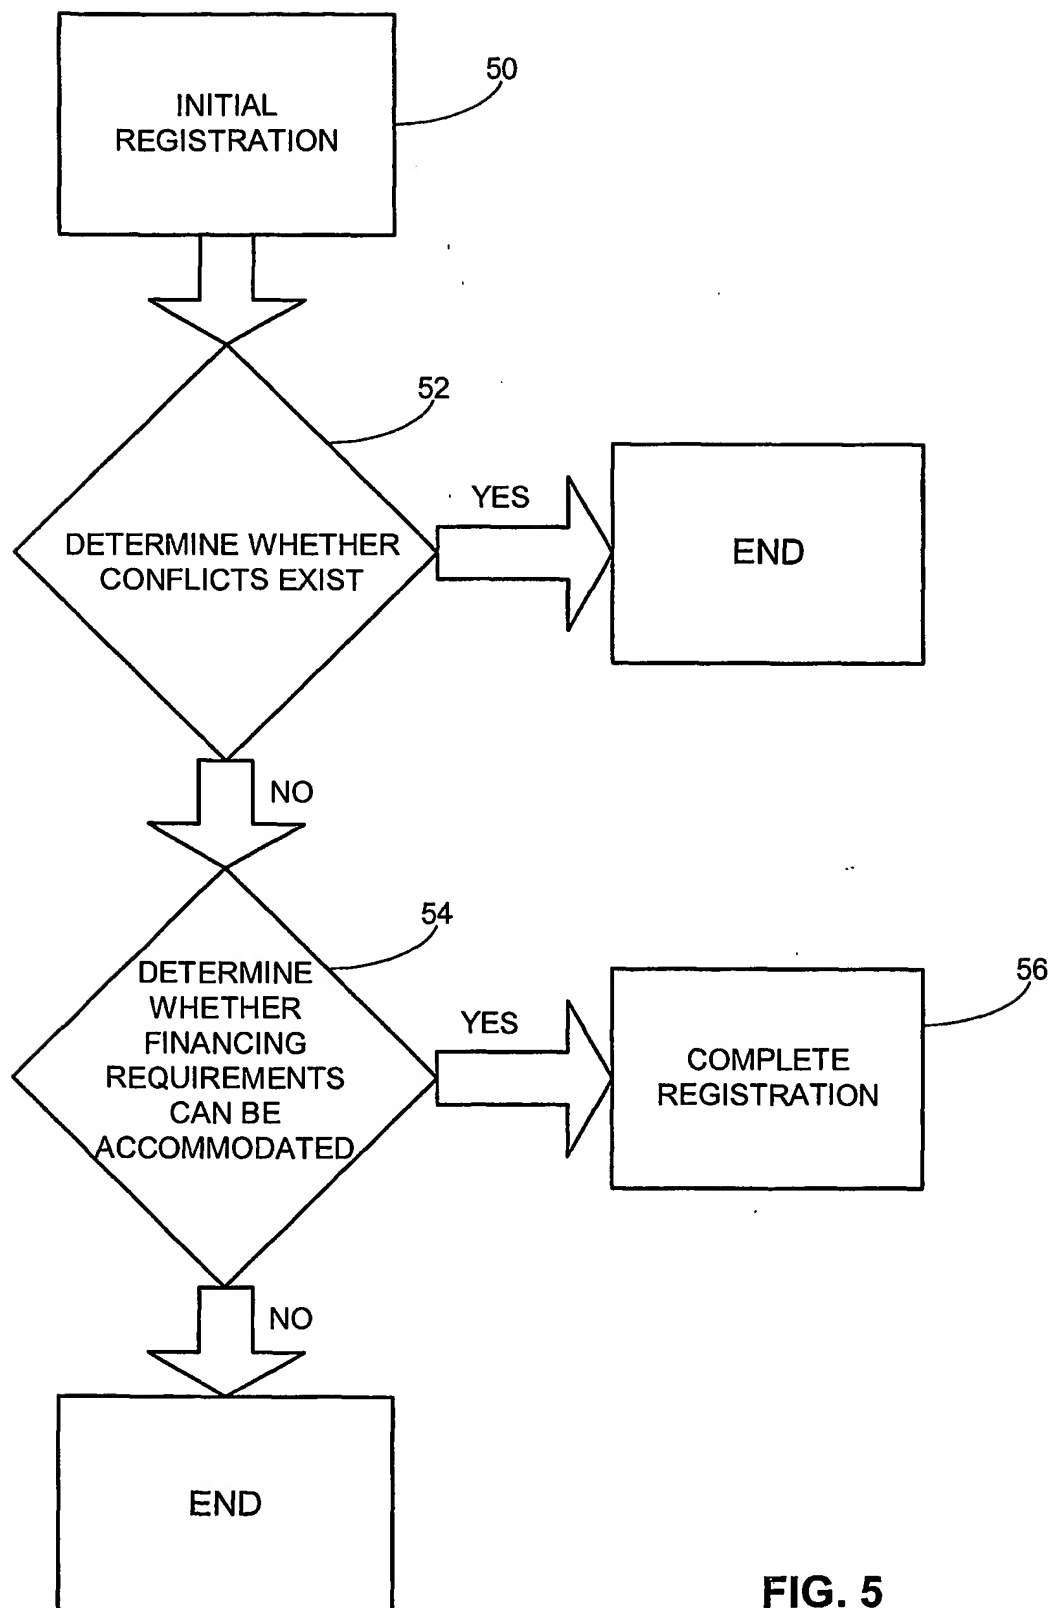 50
INITIAL
REGISTRATION
52
DETERMINE WHETHER
CONFLICTS EXIST
YES
END
NO
54
DETERMINE
WHETHER
FINANCING
REQUIREMENTS
CAN BE
ACCOMMODATED
YES
56
COMPLETE
REGISTRATION
NO
END
FIG. 5